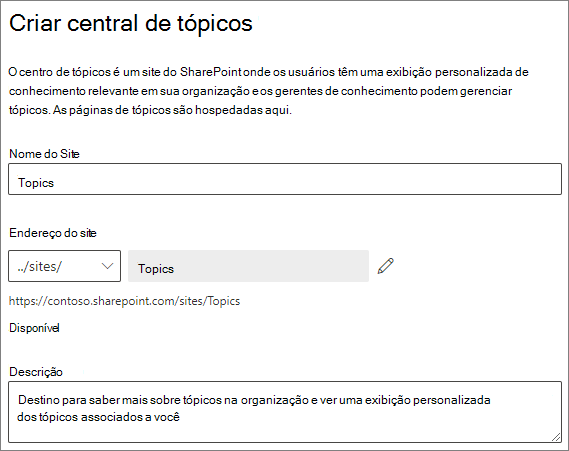 Criar central de tópicos
O centro de tópicos é um site do SharePoint onde os usuários têm uma exibição personalizada de
conhecimento relevante em sua organização e os gerentes de conhecimento podem gerenciar
tópicos. As páginas de tópicos são hospedadas aqui.
Nome do Site
Topics
Endereço do site
../sites/ Topics
https://contoso.sharepoint.com/sites/Topics
Disponível
Descrição
Destino para saber mais sobre tópicos na organização e ver uma exibição personalizada
dos tópicos associados a você